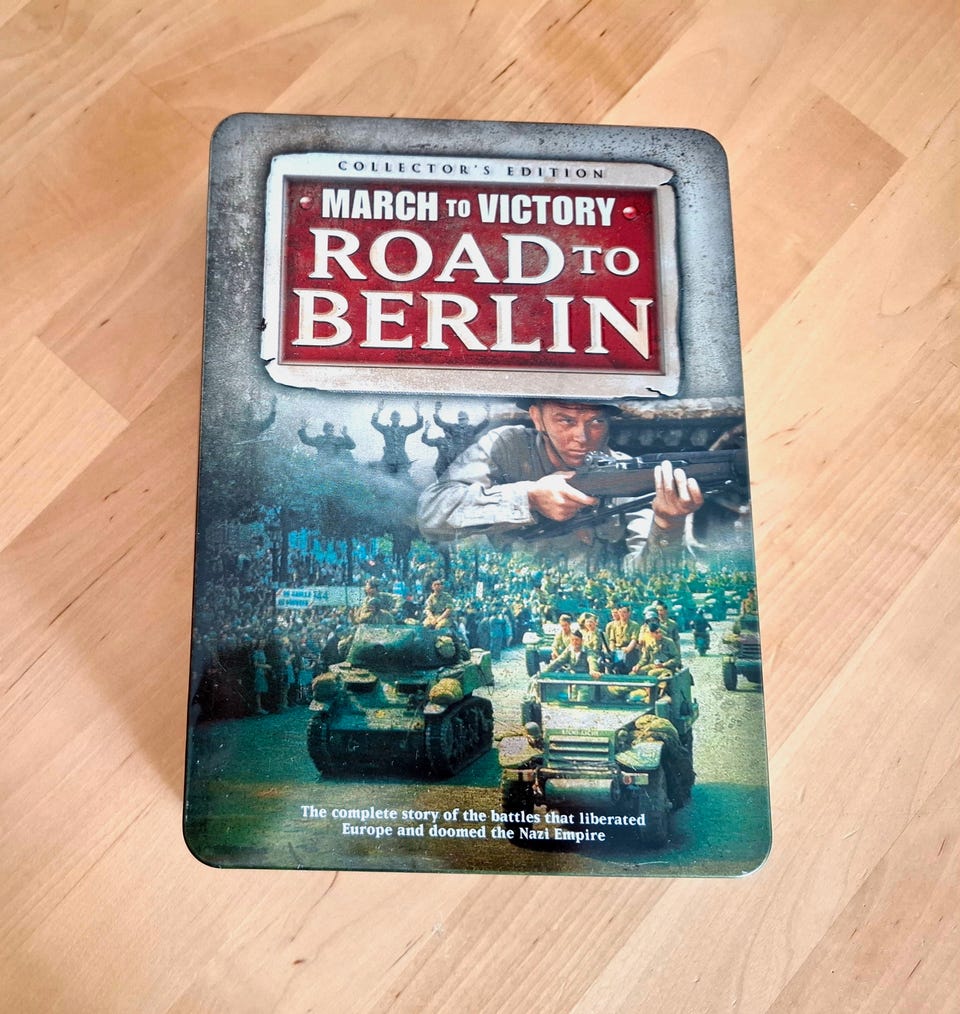 COLLECTOR'S EDITION
MARCH TO VICTORY
ROAD TO
BERLIN
The complete story of the battles that liberated
Europe and doomed the Nazi Empire